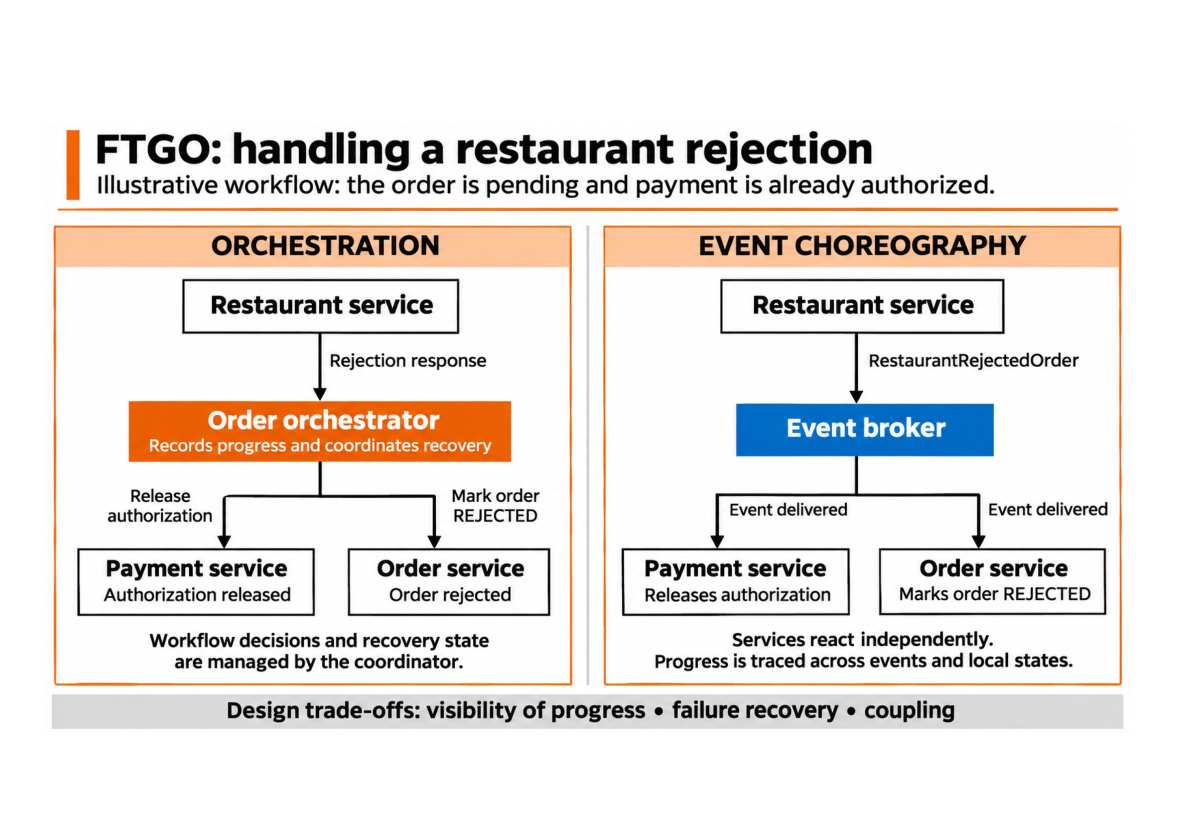 FTGO: handling a restaurant rejection
Illustrative workflow: the order is pending and payment is already authorized.
ORCHESTRATION
Restaurant service
Rejection response
Order orchestrator
Records progress and coordinates recovery
Release
authorization
Mark order
REJECTED
Payment service
Authorization released
Order service
Order rejected
Workflow decisions and recovery state
are managed by the coordinator.
EVENT CHOREOGRAPHY
Restaurant service
RestaurantRejectedOrder
Event broker
Event delivered
Event delivered
Payment service
Releases authorization
Order service
Marks order REJECTED
Services react independently.
Progress is traced across events and local states.
Design trade-offs: visibility of progress • failure recovery • coupling